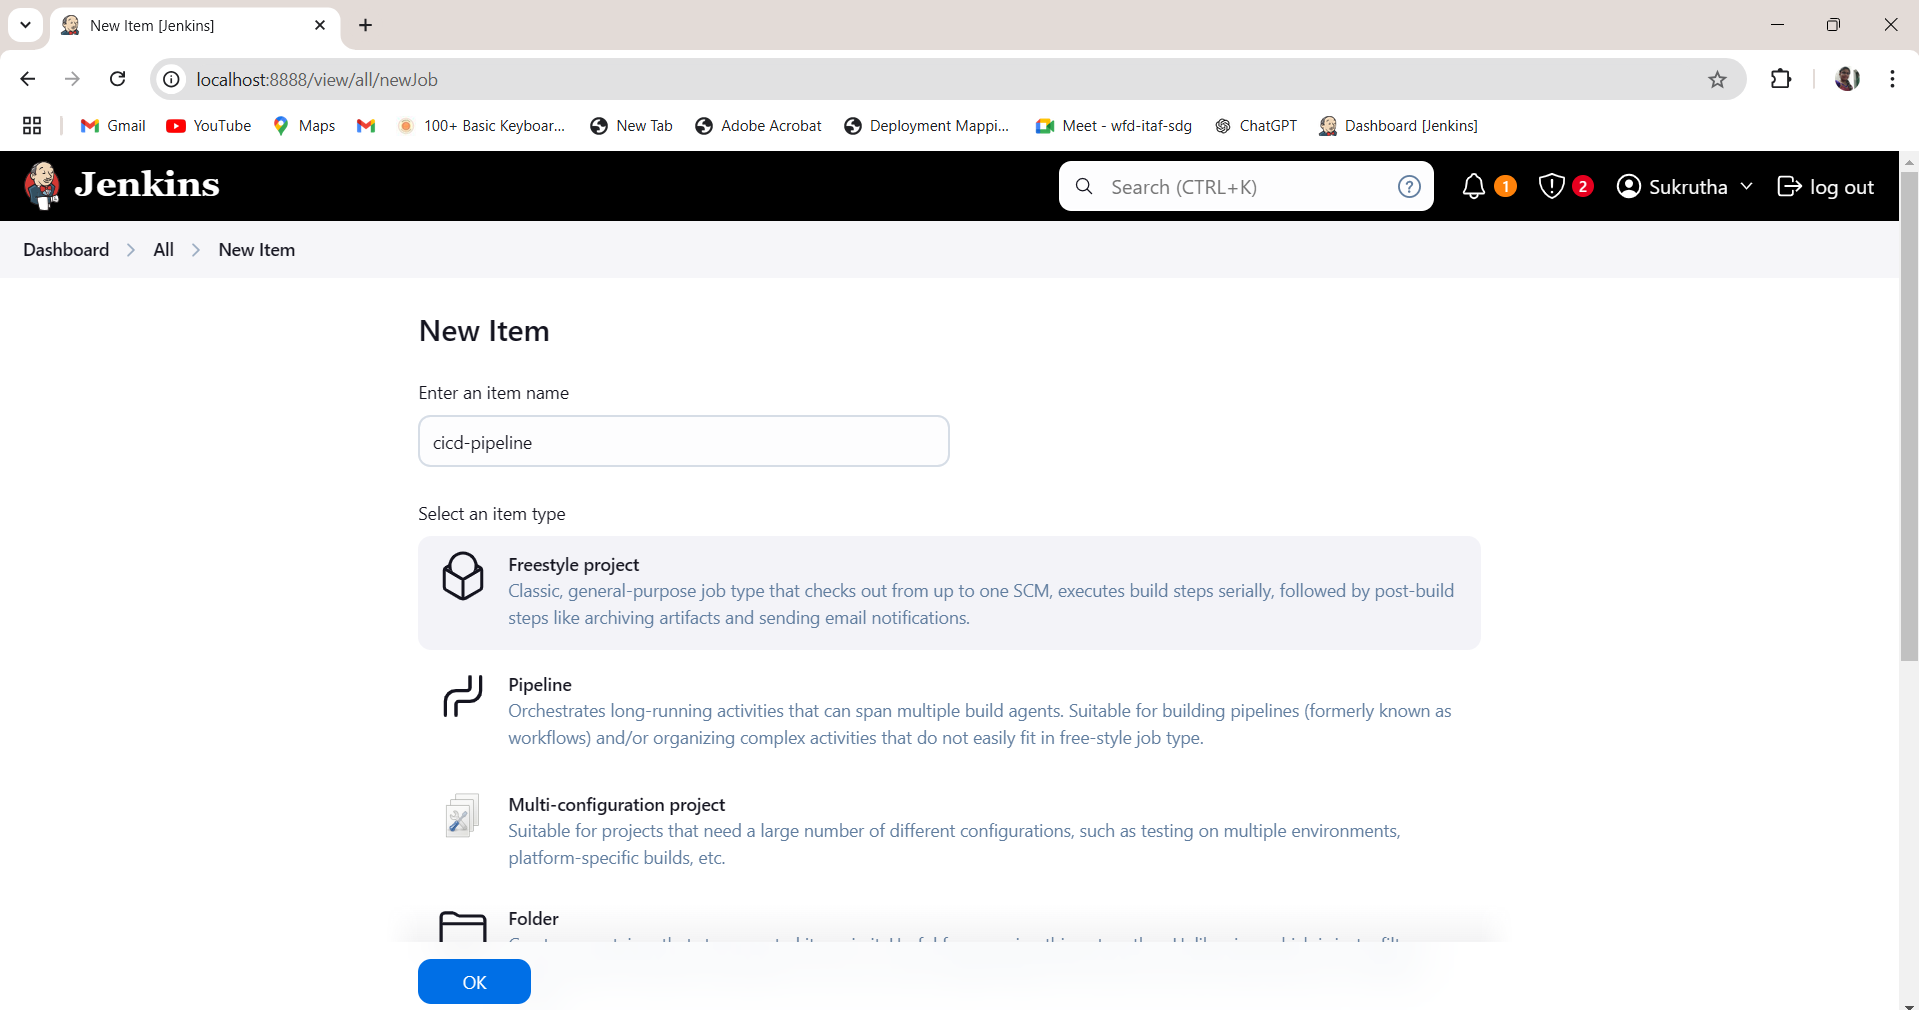 New Item [Jenkins]
localhost:8888/view/all/newJob
Gmail YouTube Maps 100+ Basic Keyboar... New Tab Adobe Acrobat Deployment Mappi... Meet - wfd-itaf-sdg ChatGPT Dashboard [Jenkins]
Jenkins Search (CTRL+K) ? 1 2 Sukrutha log out
Dashboard All New Item
New Item
Enter an item name
cicd-pipeline
Select an item type
Freestyle project
Classic, general-purpose job type that checks out from up to one SCM, executes build steps serially, followed by post-build
steps like archiving artifacts and sending email notifications.
Pipeline
Orchestrates long-running activities that can span multiple build agents. Suitable for building pipelines (formerly known as
workflows) and/or organizing complex activities that do not easily fit in free-style job type.
Multi-configuration project
Suitable for projects that need a large number of different configurations, such as testing on multiple environments,
platform-specific builds, etc.
Folder
OK